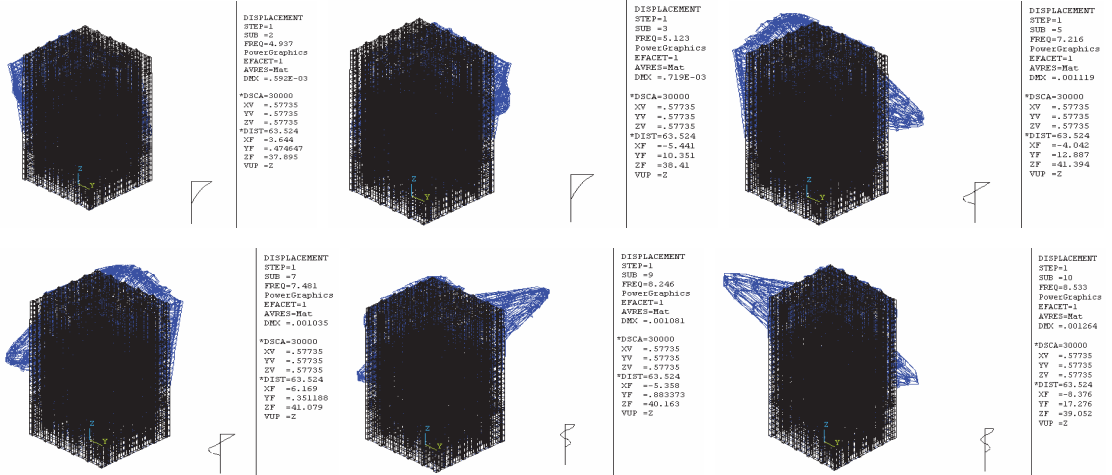 DISPLACEMENT
STEP=1
SUB =2
FREQ=4.937
PowerGraphics
EFACET=1
AVRES=Mat
DMX =.592E-03
*DSCA=30000
XV =.57735
YV =.57735
ZV =.57735
*DIST=63.524
XF =3.644
YF =.474647
ZF =37.895
VUP =Z
Z
Y
DISPLACEMENT
STEP=1
SUB =3
FREQ=5.123
PowerGraphics
EFACET=1
AVRES=Mat
DMX =.719E-03
*DSCA=30000
XV =.57735
YV =.57735
ZV =.57735
*DIST=63.524
XF =-5.441
YF =10.351
ZF =38.41
VUP =Z
Z
Y
DISPLACEMENT
STEP=1
SUB =5
FREQ=7.216
PowerGraphics
EFACET=1
AVRES=Mat
DMX =.001119
*DSCA=30000
XV =.57735
YV =.57735
ZV =.57735
*DIST=63.524
XF =-4.042
YF =-12.887
ZF =41.394
VUP =Z
Z
Y
DISPLACEMENT
STEP=1
SUB =7
FREQ=7.481
PowerGraphics
EFACET=1
AVRES=Mat
DMX =.001035
*DSCA=30000
XV =.57735
YV =.57735
ZV =.57735
*DIST=63.524
XF =6.169
YF =.351188
ZF =41.079
VUP =Z
Z
Y
DISPLACEMENT
STEP=1
SUB =9
FREQ=8.246
PowerGraphics
EFACET=1
AVRES=Mat
DMX =.001081
*DSCA=30000
XV =.57735
YV =.57735
ZV =.57735
*DIST=63.524
XF =-5.358
YF =.883373
ZF =40.163
VUP =Z
Z
Y
DISPLACEMENT
STEP=1
SUB =10
FREQ=8.533
PowerGraphics
EFACET=1
AVRES=Mat
DMX =.001264
*DSCA=30000
XV =.57735
YV =.57735
ZV =.57735
*DIST=63.524
XF =-8.376
YF =17.276
ZF =39.052
VUP =Z
Z
Y